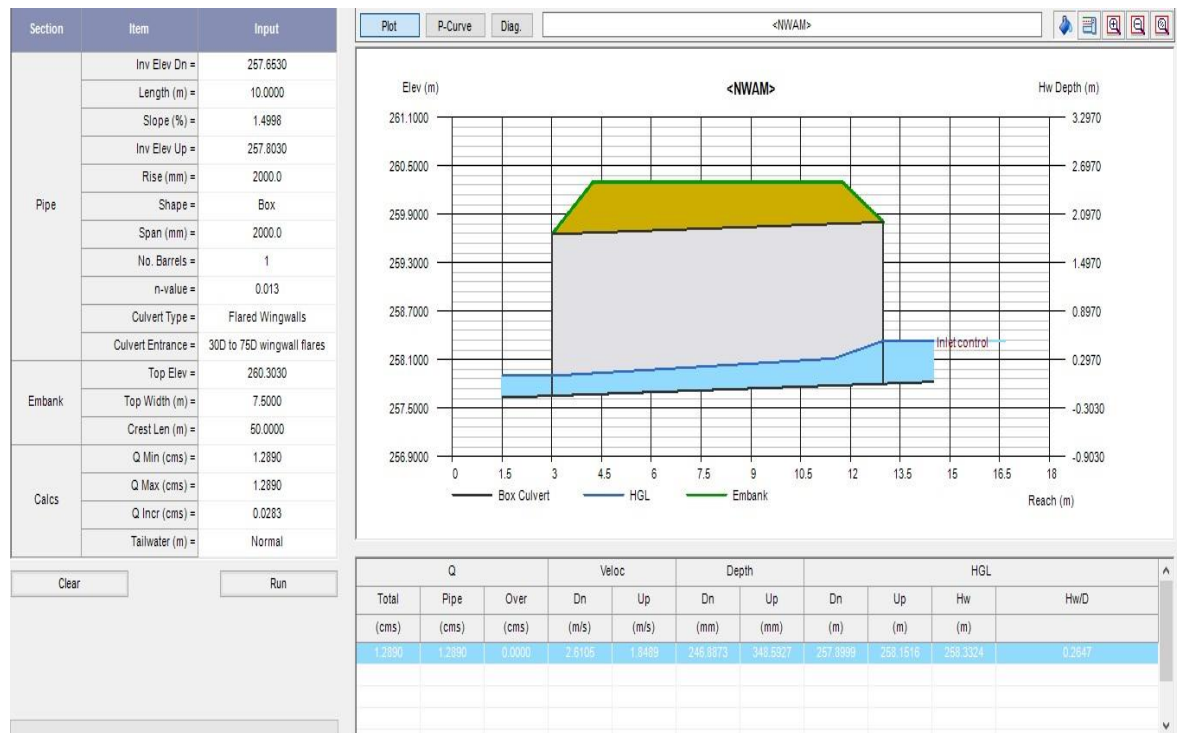 Section Item Input
Pipe
Inv Elev Dn = 257.6530
Length (m) = 10.0000
Slope (%) = 1.4998
Inv Elev Up = 257.8030
Rise (mm) = 2000.0
Shape = Box
Span (mm) = 2000.0
No. Barrels = 1
n-value = 0.013
Culvert Type = Flared Wingwalls
Culvert Entrance = 30D to 75D wingwall flares
Embank
Top Elev = 260.3030
Top Width (m) = 7.5000
Crest Len (m) = 50.0000
Calcs
Q Min (cms) = 1.2890
Q Max (cms) = 1.2890
Q Incr (cms) = 0.0283
Tailwater (m) = Normal
Clear Run
Plot P-Curve Diag. <NWAM>
Elev (m) <NWAM> Hw Depth (m)
261.1000 3.2970
260.5000 2.6970
259.9000 2.0970
259.3000 1.4970
258.7000 0.8970
Inlet control
258.1000 0.2970
257.5000 -0.3030
256.9000 -0.9030
0 1.5 3 4.5 6 7.5 9 10.5 12 13.5 15 16.5 18
Box Culvert HGL Embank Reach (m)
Q Veloc Depth HGL
Total Pipe Over Dn Up Dn Up Dn Up Hw Hw/D
(cms) (cms) (cms) (m/s) (m/s) (mm) (mm) (m) (m) (m)
1.2890 1.2890 0.0000 2.6105 1.8489 246.8873 348.5927 257.8999 258.1516 258.3324 0.2647